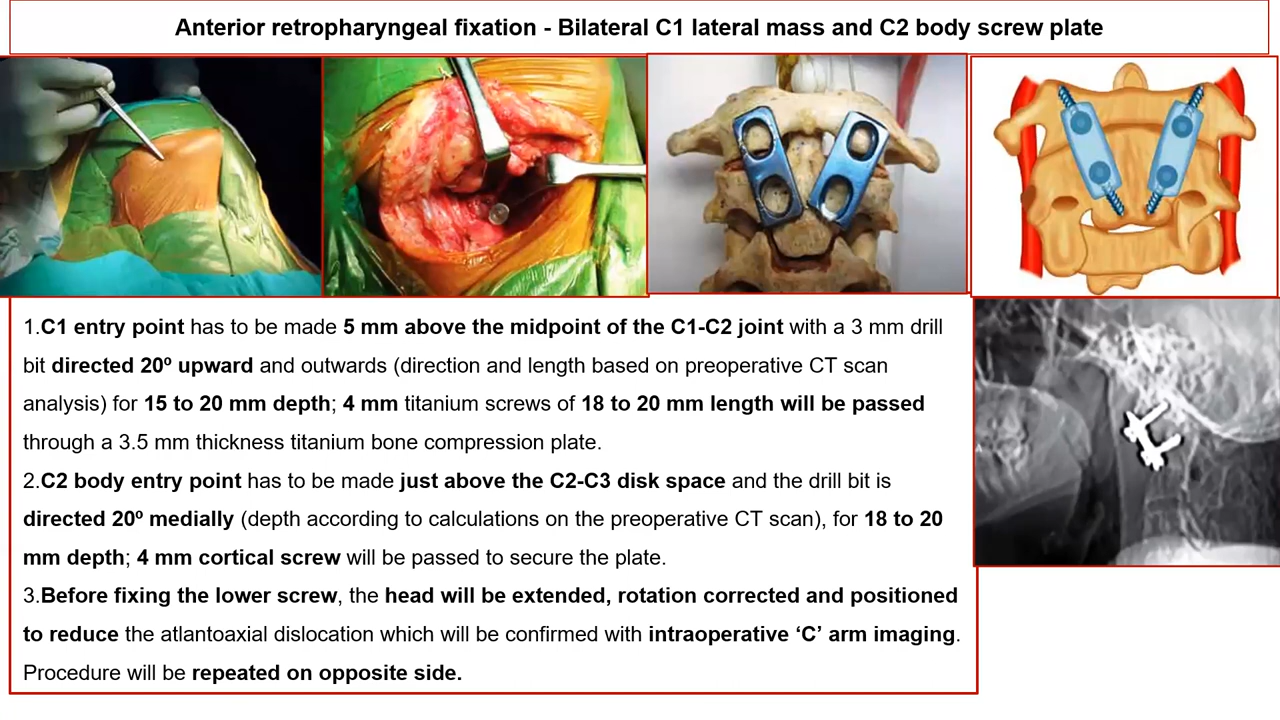 Anterior retropharyngeal fixation - Bilateral C1 lateral mass and C2 body screw plate
1.C1 entry point has to be made 5 mm above the midpoint of the C1-C2 joint with a 3 mm drill
bit directed 20º upward and outwards (direction and length based on preoperative CT scan
analysis) for 15 to 20 mm depth; 4 mm titanium screws of 18 to 20 mm length will be passed
through a 3.5 mm thickness titanium bone compression plate.
2.C2 body entry point has to be made just above the C2-C3 disk space and the drill bit is
directed 20º medially (depth according to calculations on the preoperative CT scan), for 18 to 20
mm depth; 4 mm cortical screw will be passed to secure the plate.
3.Before fixing the lower screw, the head will be extended, rotation corrected and positioned
to reduce the atlantoaxial dislocation which will be confirmed with intraoperative ‘C’ arm imaging.
Procedure will be repeated on opposite side.